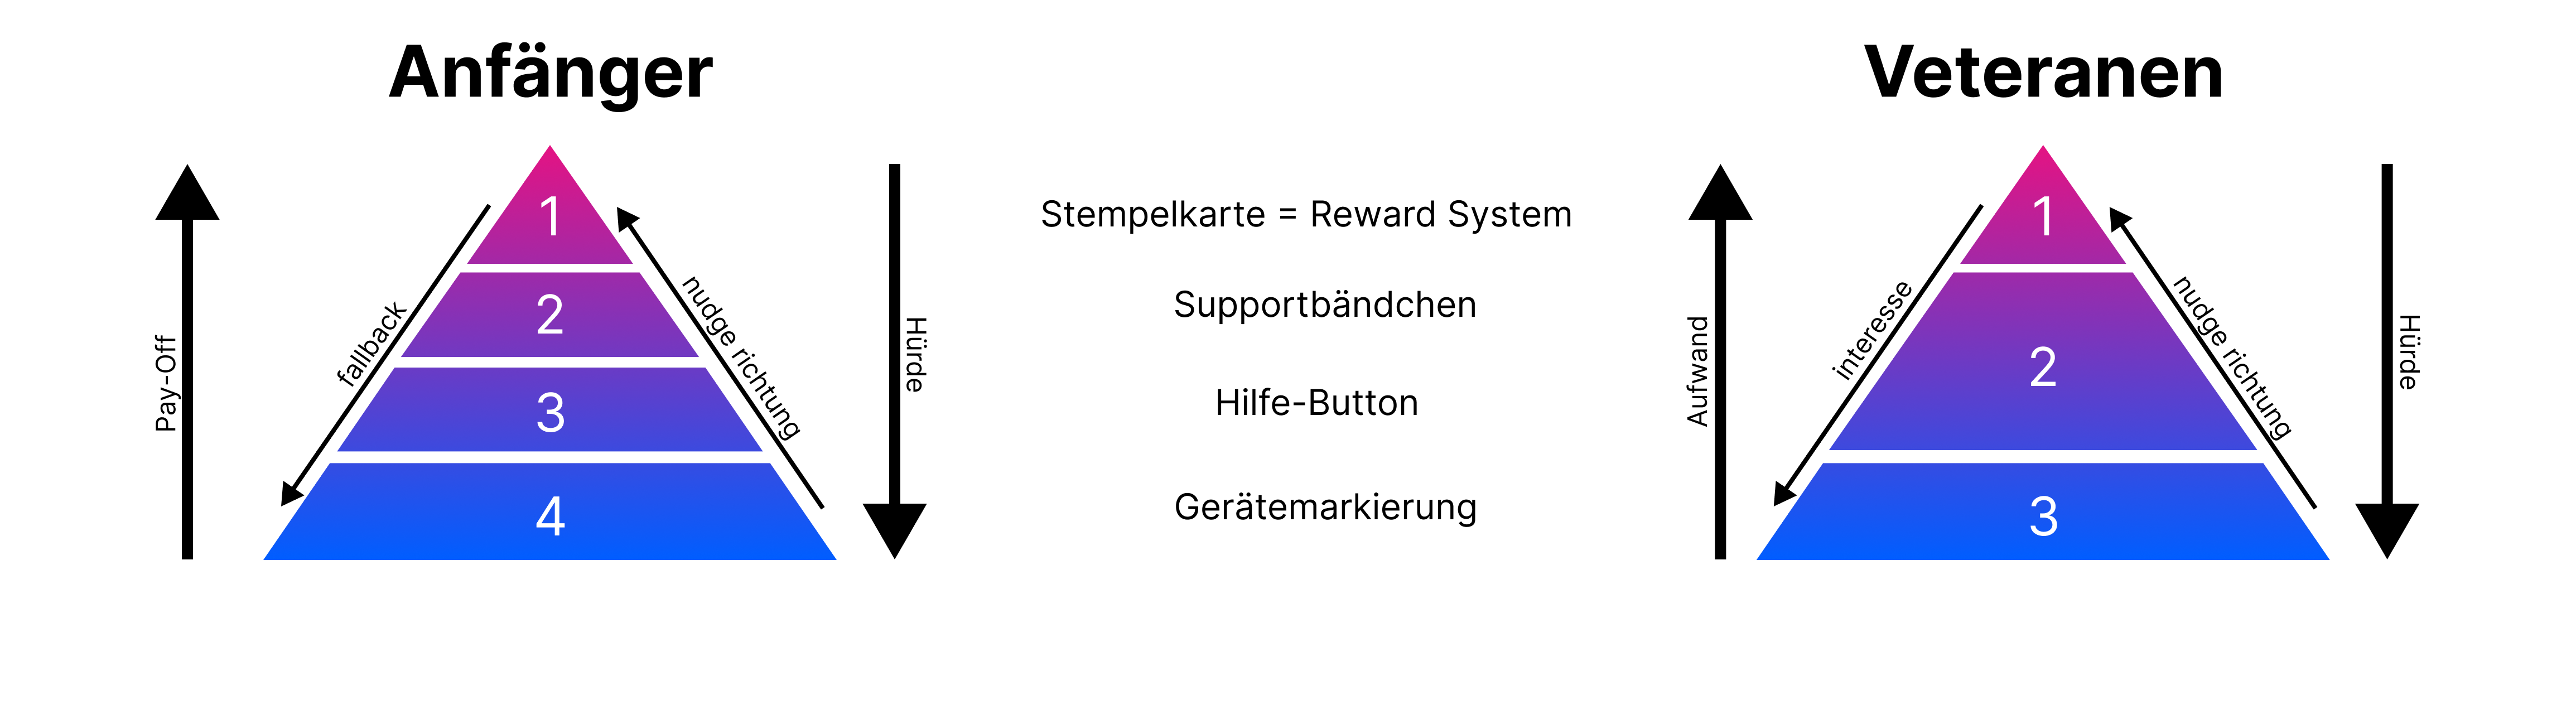 Anfänger
Pay-Off
fallback
1
2
3
4
nudge richtung
Hürde
Stempelkarte = Reward System
Supportbändchen
Hilfe-Button
Gerätemarkierung
Veteranen
Aufwand
interesse
1
2
3
nudge richtung
Hürde